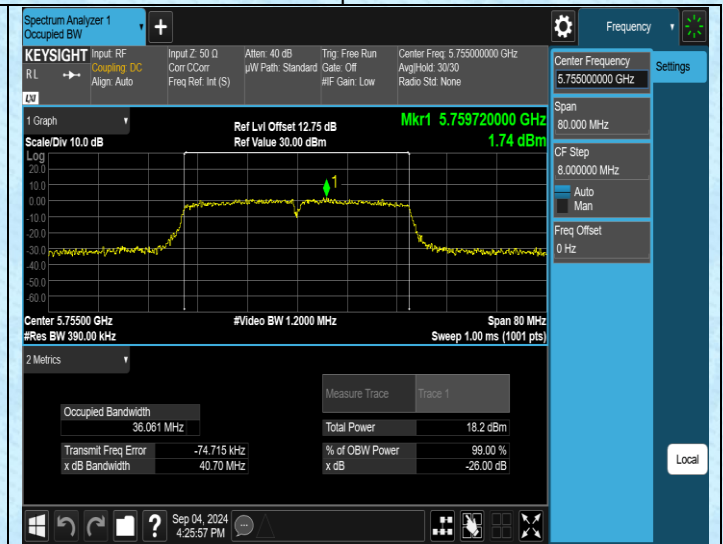 Spectrum Analyzer 1
Occupied BW
Frequency
KEYSIGHT
RL
LXI
Input: RF
Coupling: DC
Align: Auto
Input Z: 50 Ω
Corr CCorr
Freq Ref: Int (S)
Atten: 40 dB
µW Path: Standard
Trig: Free Run
Gate: Off
#IF Gain: Low
Center Freq: 5.755000000 GHz
Avg|Hold: 30/30
Radio Std: None
Center Frequency
5.755000000 GHz
Settings
Span
80.000 MHz
CF Step
8.000000 MHz
Auto
Man
Freq Offset
0 Hz
1 Graph
Scale/Div 10.0 dB
Ref Lvl Offset 12.75 dB
Ref Value 30.00 dBm
Mkr1 5.759720000 GHz
1.74 dBm
Log
20.0
10.0
0.00
-10.0
-20.0
-30.0
-40.0
-50.0
-60.0
1
Center 5.75500 GHz
#Video BW 1.2000 MHz
Span 80 MHz
#Res BW 390.00 kHz
Sweep 1.00 ms (1001 pts)
2 Metrics
Measure Trace
Trace 1
Occupied Bandwidth
36.061 MHz
Total Power
18.2 dBm
Transmit Freq Error
-74.715 kHz
% of OBW Power
99.00 %
x dB Bandwidth
40.70 MHz
x dB
-26.00 dB
Local
?
Sep 04, 2024
4:25:57 PM